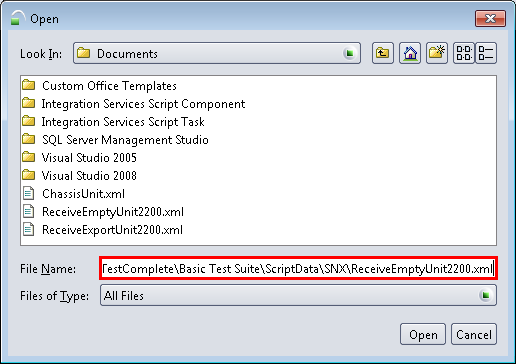 Open
Look In:
Documents
Custom Office Templates
Integration Services Script Component
Integration Services Script Task
SQL Server Management Studio
Visual Studio 2005
Visual Studio 2008
ChassisUnit.xml
ReceiveEmptyUnit2200.xml
ReceiveExportUnit2200.xml
File Name:
TestComplete\Basic Test Suite\ScriptData\SNX\ReceiveEmptyUnit2200.xml
Files of Type:
All Files
Open
Cancel